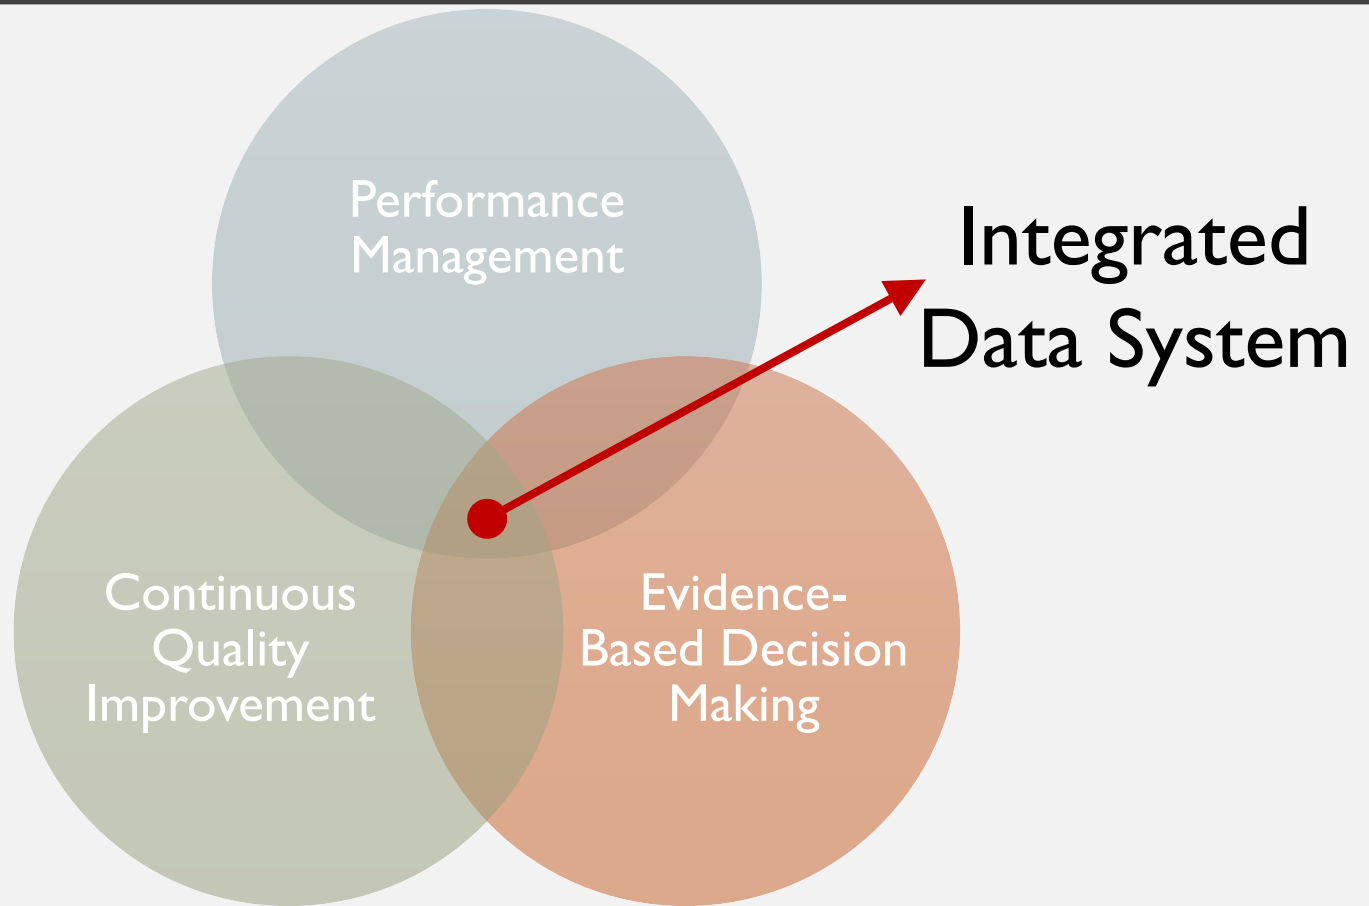 Performance
Management
Integrated
Data System
Continuous
Quality
Improvement
Evidence-
Based Decision
Making